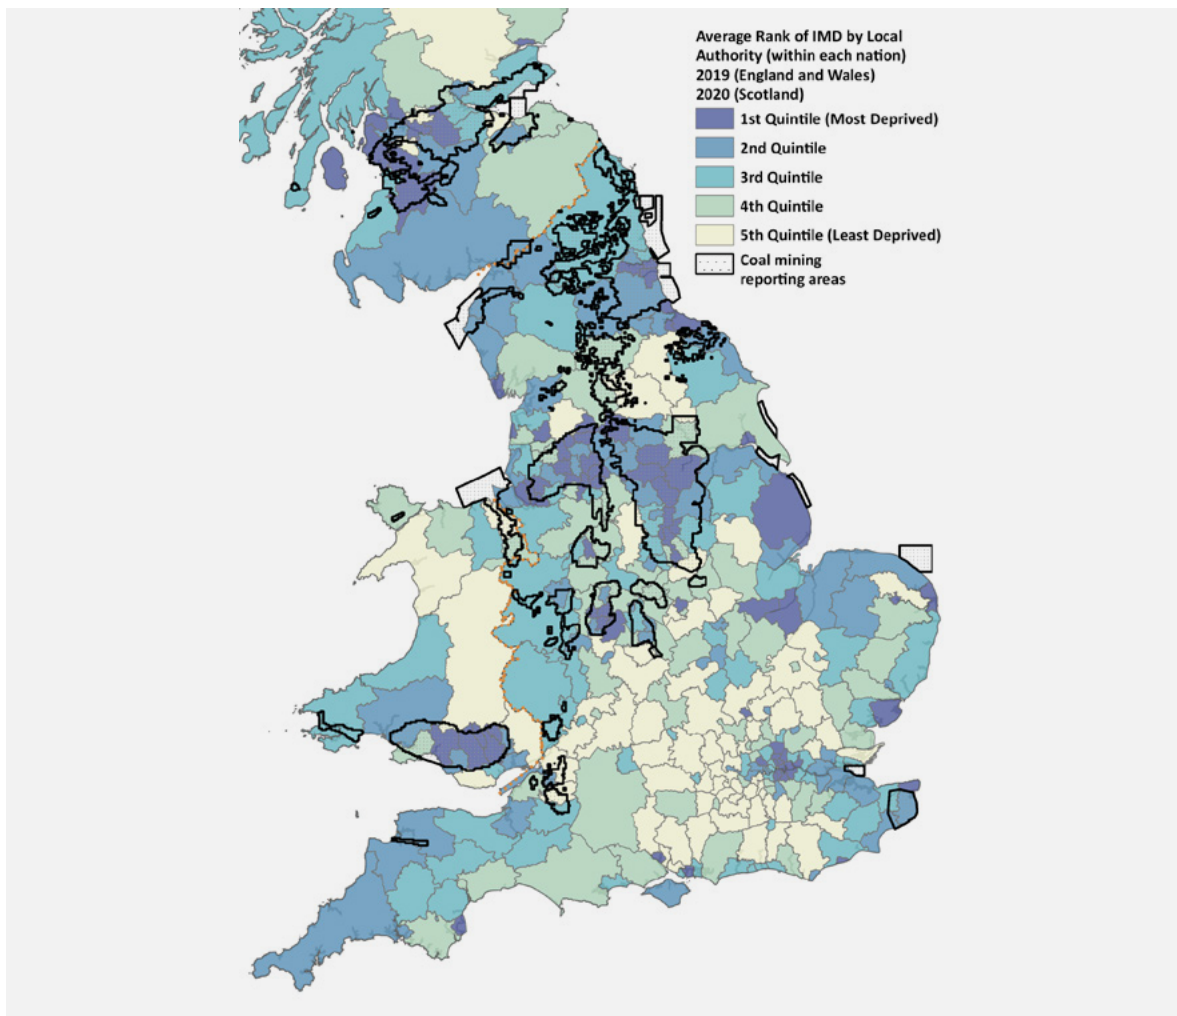 Average Rank of IMD by Local
Authority (within each nation)
2019 (England and Wales)
2020 (Scotland)
1st Quintile (Most Deprived)
2nd Quintile
3rd Quintile
4th Quintile
5th Quintile (Least Deprived)
Coal mining
reporting areas